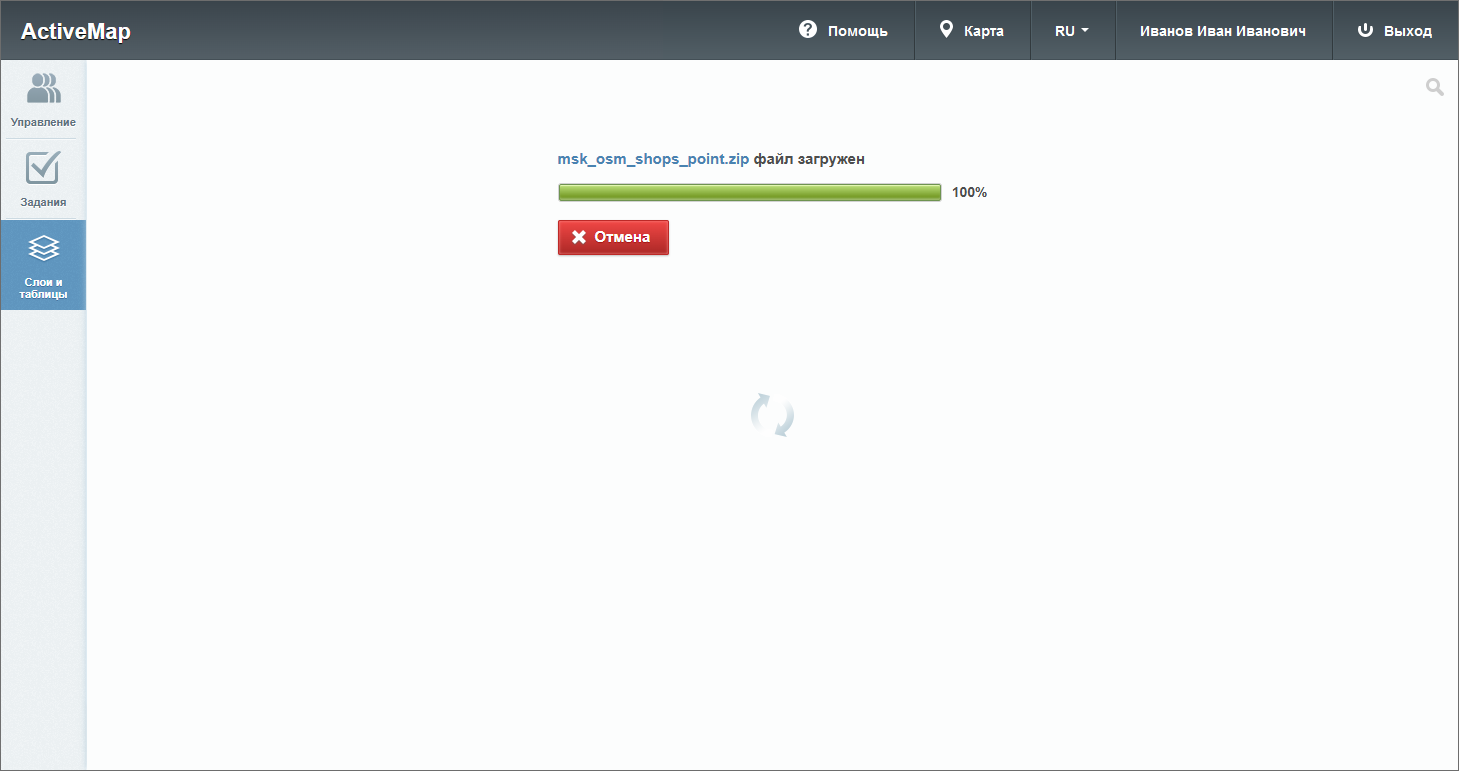 ActiveMap
Помощь
Карта
RU
Иванов Иван Иванович
Выход
Управление
Задания
Слои и
таблицы
msk_osm_shops_point.zip файл загружен
100%
Отмена